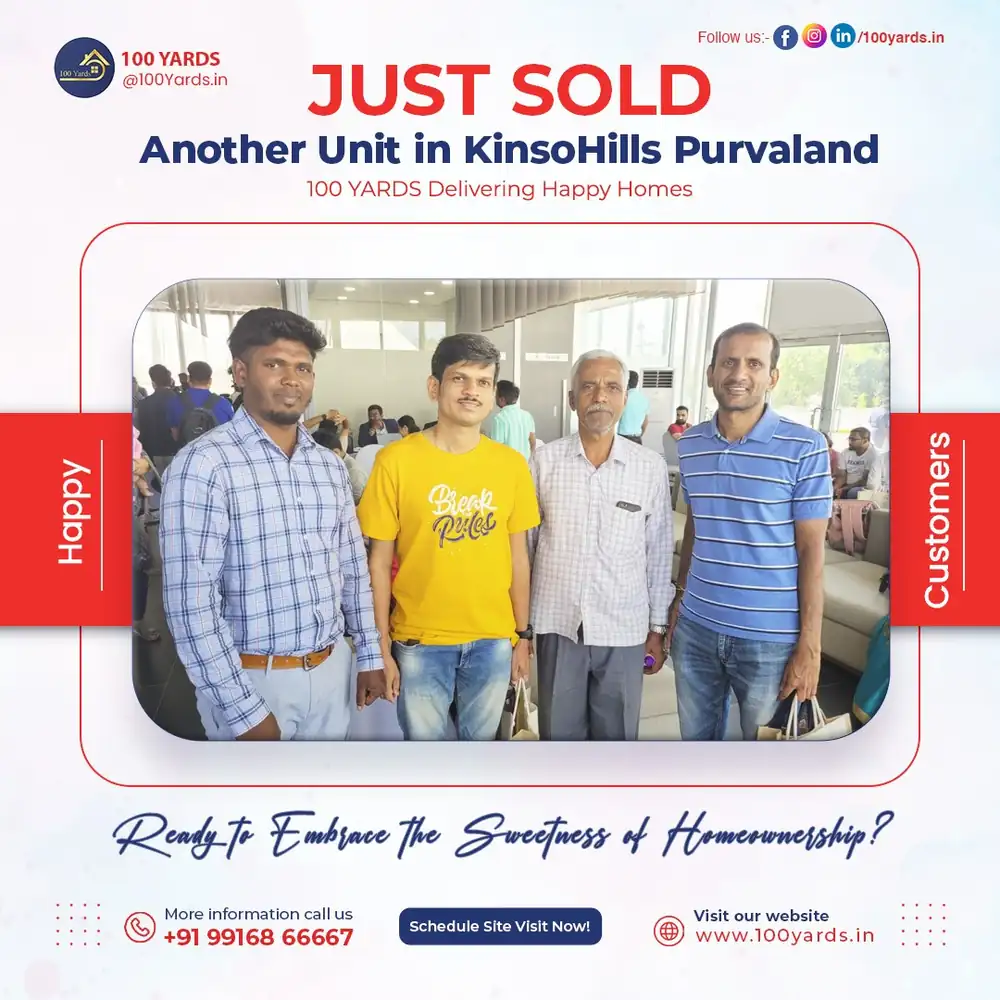 100 Yards
100 YARDS
@100Yards.in
Follow us:- /100yards.in
JUST SOLD
Another Unit in KinsoHills Purvaland
100 YARDS Delivering Happy Homes
Happy
Break
Rules
Customers
Ready to Embrace the Sweetness of Homeownership?
More information call us
+91 99168 66667
Schedule Site Visit Now!
Visit our website
www.100yards.in